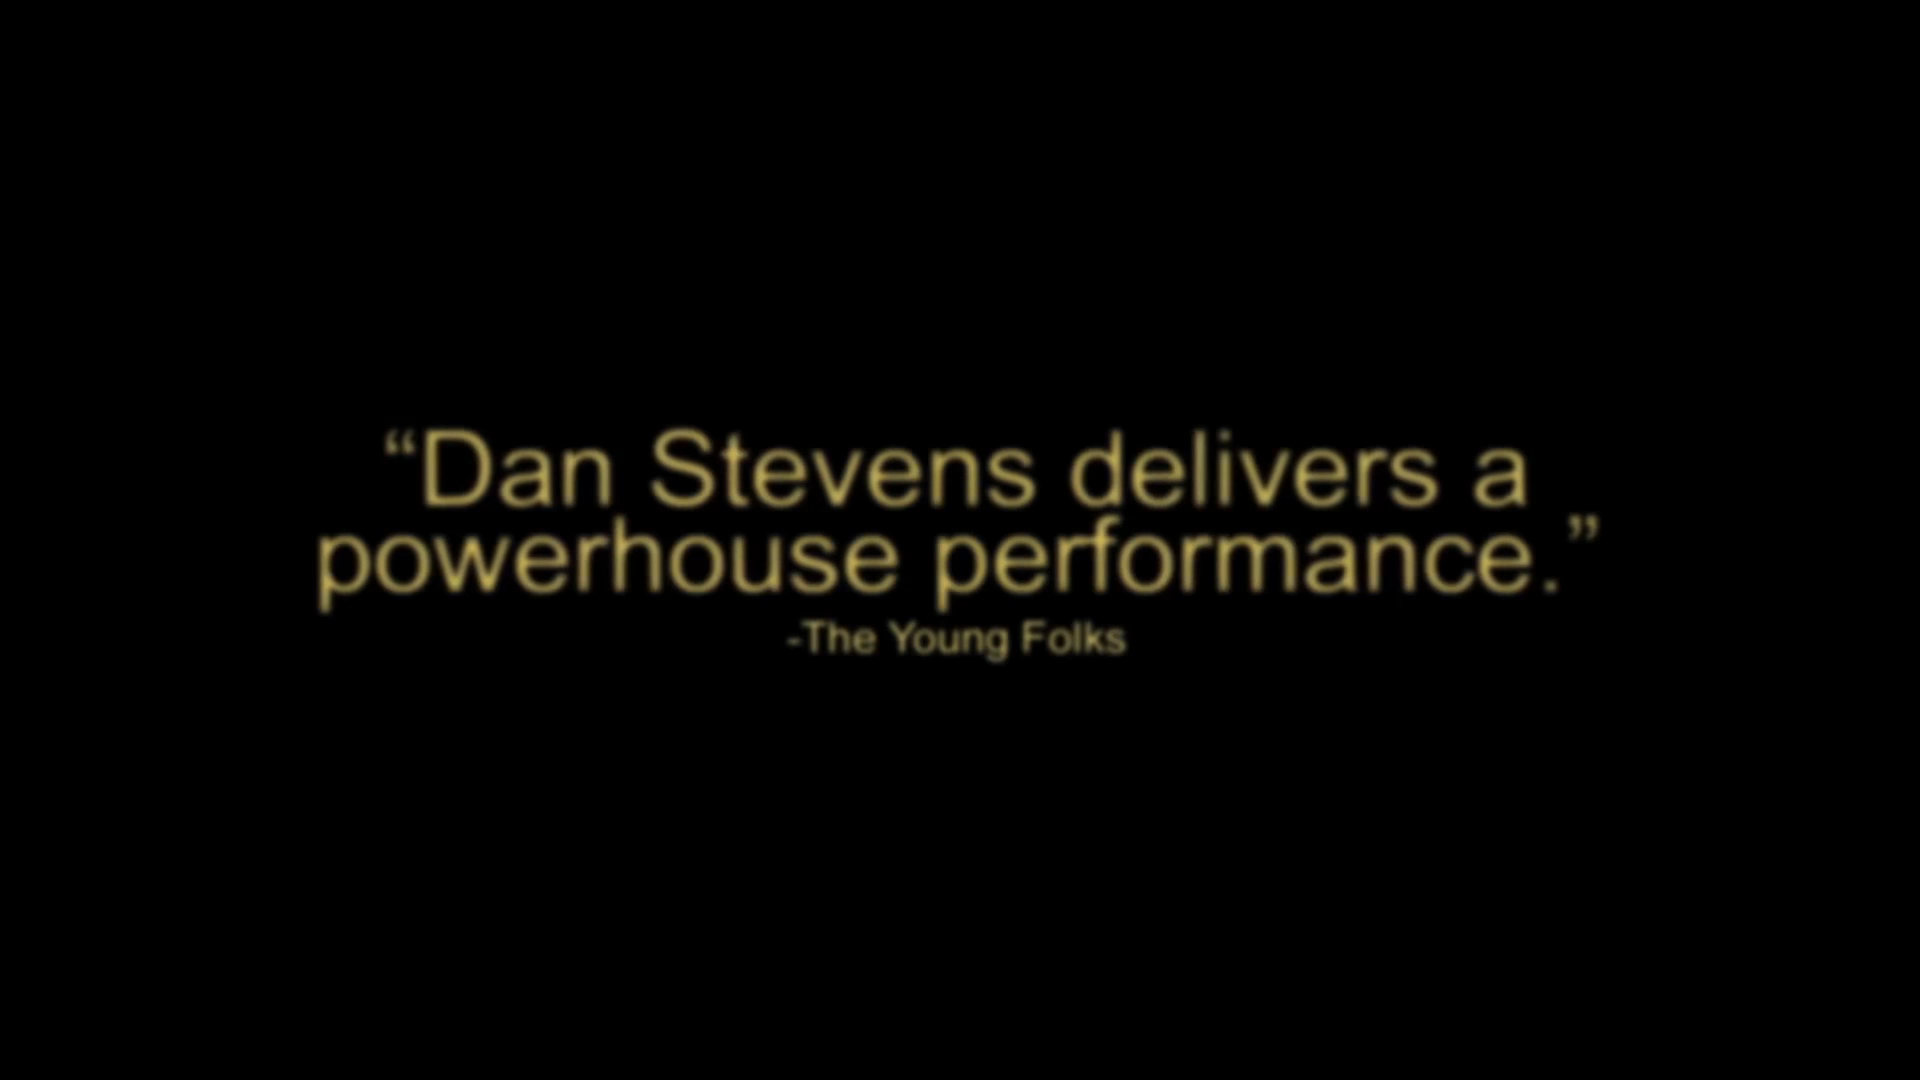 “Dan Stevens delivers a
powerhouse performance.”
-The Young Folks